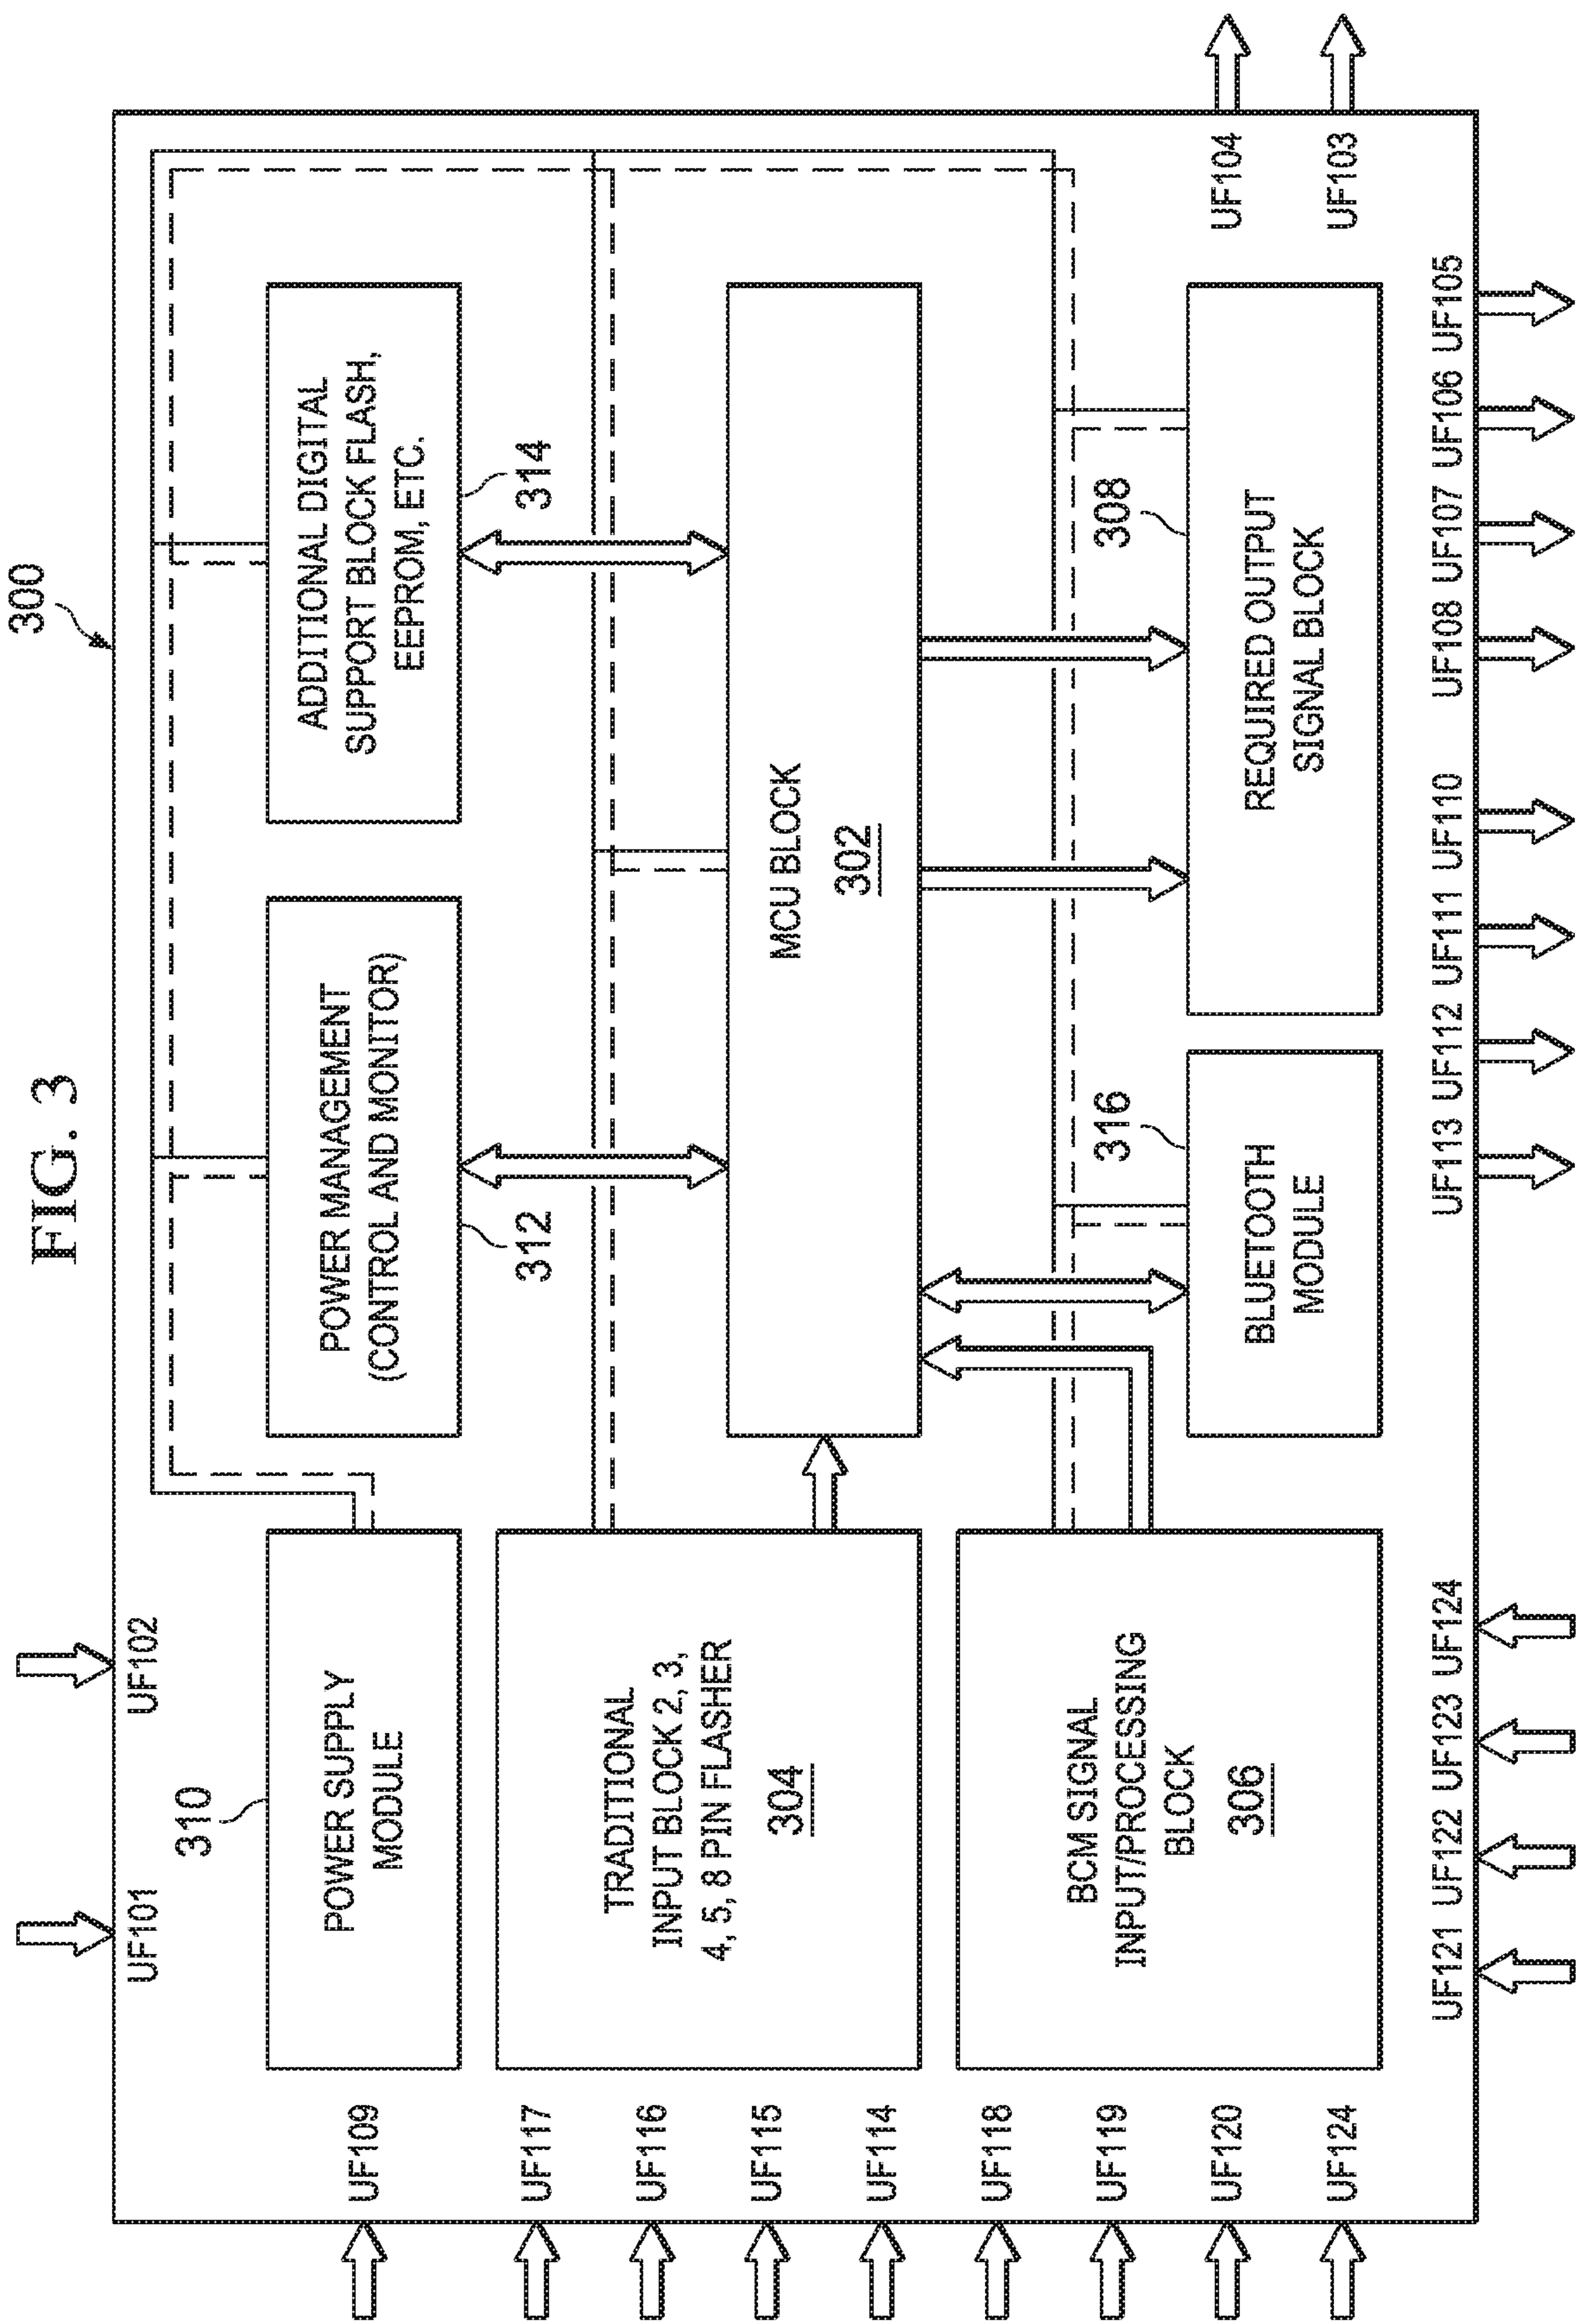 FIG. 3
300
UF101
UF102
310
POWER SUPPLY
MODULE
POWER MANAGEMENT
(CONTROL AND MONITOR)
312
ADDITIONAL DIGITAL
SUPPORT BLOCK FLASH,
EEPROM, ETC.
314
TRADITIONAL
INPUT BLOCK 2, 3,
4, 5, 8 PIN FLASHER
304
MCU BLOCK
302
BCM SIGNAL
INPUT/PROCESSING
BLOCK
306
316
BLUETOOTH
MODULE
308
REQUIRED OUTPUT
SIGNAL BLOCK
UF109
UF117
UF116
UF115
UF114
UF118
UF119
UF120
UF124
UF104
UF103
UF121 UF122 UF123 UF124 UF113 UF112 UF111 UF110 UF108 UF107 UF106 UF105